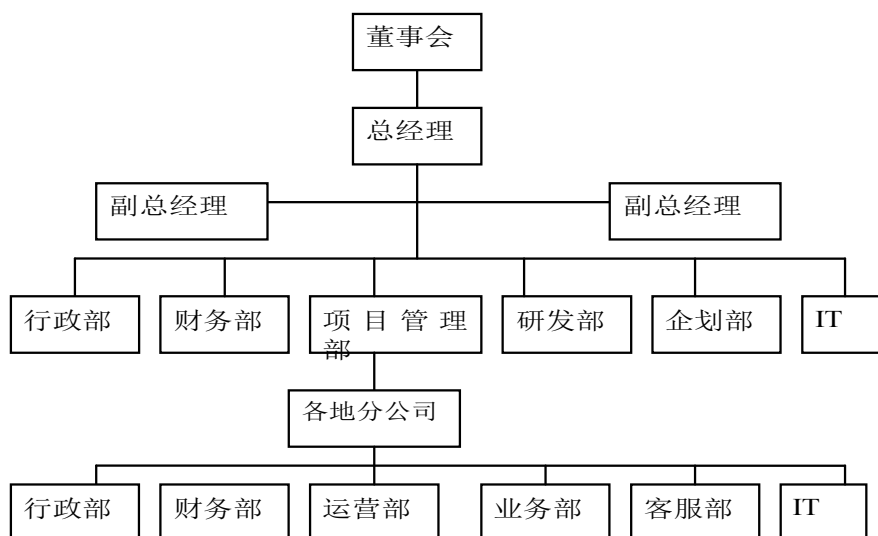 董事会
总经理
副总经理
副总经理
行政部
财务部
项目管理
部
研发部
企划部
IT
各地分公司
行政部
财务部
运营部
业务部
客服部
IT